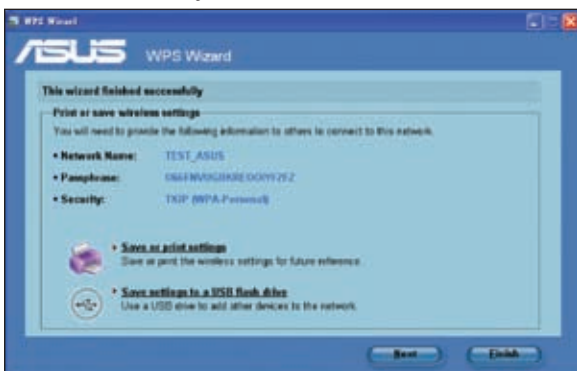 WPS Wizard
ASUS WPS Wizard
This wizard finished successfully
Print or save wireless settings
You will need to provide the following information to others to connect to this network.
• Network Name: TEST_ASUS
• Passphrase:
• Security: TKIP (WPA-Personal)
Save or print settings
Save or print the wireless settings for future reference.
Save settings to a USB flash drive
Use a USB drive to add other devices to the network.
Next Finish